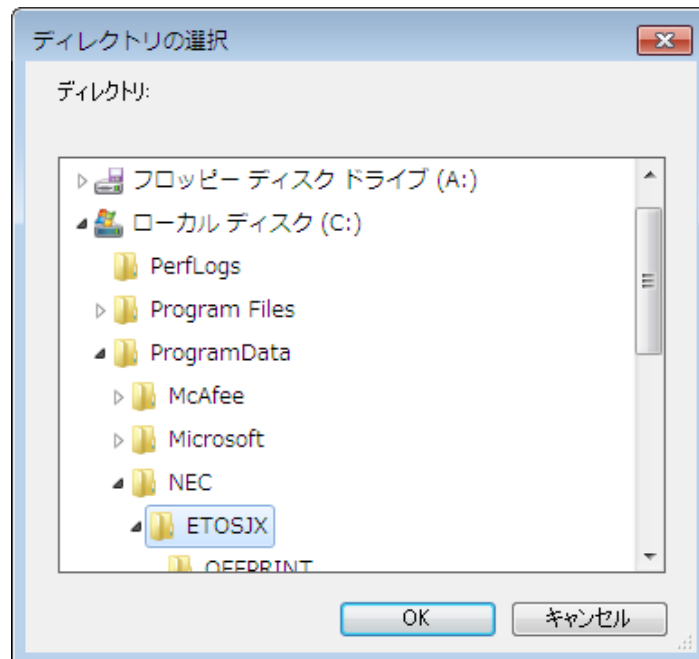 ディレクトリの選択
ディレクトリ:
フロッピー ディスク ドライブ (A:)
ローカル ディスク (C:)
PerfLogs
Program Files
ProgramData
McAfee
Microsoft
NEC
ETOSJX
OFFPRINT
OK
キャンセル